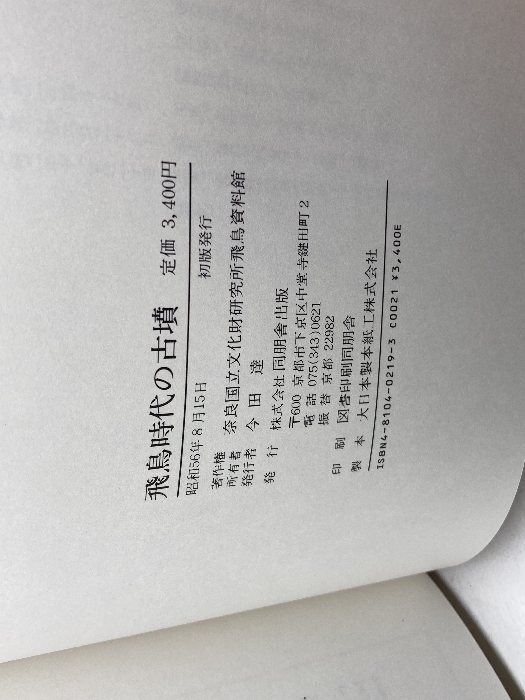 飛鳥時代の古墳 定価 3,400円
昭和56年8月15日 初版発行
著作権
所有者 奈良国立文化財研究所飛鳥資料館
発行者 今田 達
発行 株式会社 同朋舎出版
〒600 京都市下京区中堂寺鍵田町2
電話 075(343)0621
振替 京都 22982
印刷 図書印刷同朋舎
製本 大日本製本紙工株式会社
ISBN4-8104-0219-3 C0021 ¥3,400E